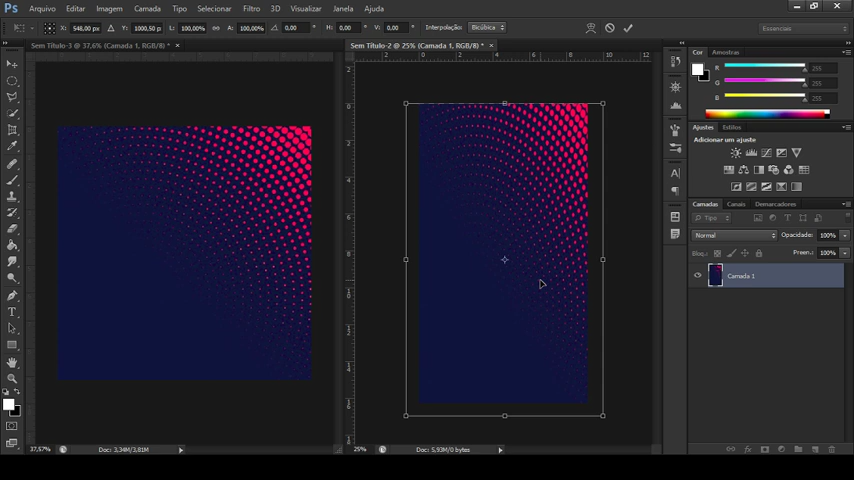 Ps Arquivo Editar Imagem Camada Tipo Selecionar Filtro 3D Visualizar Janela Ajuda
X: 548,00 px Y: 1000,50 p L: 100,00% A: 100,00% 0,00 ° H: 0,00 ° V: 0,00 ° Interpolação: Bicúbica Essenciais
Sem Título-3 @ 37,6% (Camada 1, RGB/8) * × Sem Título-2 @ 25% (Camada 1, RGB/8) * ×
Cor Amostras
R 255
G 255
B 255
Ajustes Estilos
Adicionar um ajuste
Camadas Canais Demarcadores
Tipo
Normal Opacidade: 100%
Bloq.: Preen.: 100%
Camada 1
37,57% Doc: 3,34M/3,81M 25% Doc: 5,93M/0 bytes